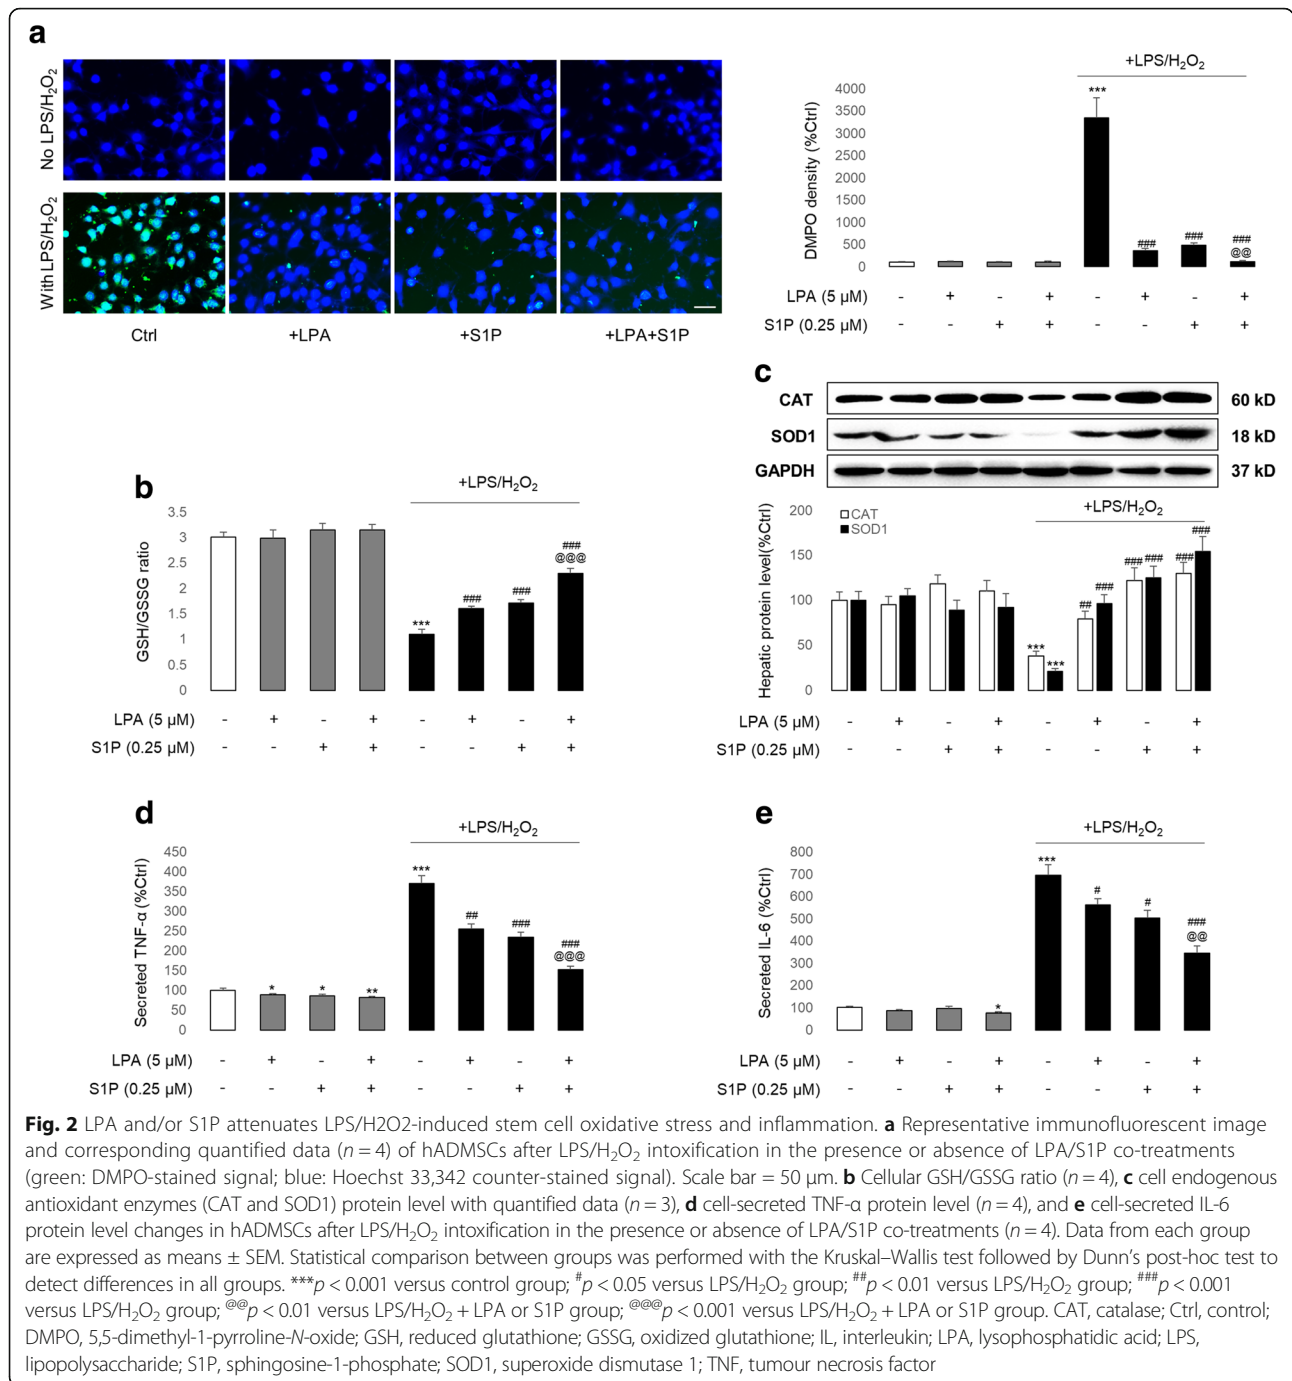 a
No LPS/H2O2
With LPS/H2O2
Ctrl
+LPA
+S1P
+LPA+S1P
+LPS/H2O2
DMPO density (%Ctrl)
4000
3500
3000
2500
2000
1500
1000
500
0
***
###
###
###
@@
LPA (5 µM) - + - + - + - +
S1P (0.25 µM) - - + + - - + +
b
+LPS/H2O2
GSH/GSSG ratio
3.5
3
2.5
2
1.5
1
0.5
0
***
###
###
###
@@@
LPA (5 µM) - + - + - + - +
S1P (0.25 µM) - - + + - - + +
c
CAT 60 kD
SOD1 18 kD
GAPDH 37 kD
+LPS/H2O2
CAT
SOD1
Hepatic protein level(%Ctrl)
200
150
100
50
0
***
***
##
###
###
###
###
###
LPA (5 µM) - + - + - + - +
S1P (0.25 µM) - - + + - - + +
d
+LPS/H2O2
Secreted TNF-α (%Ctrl)
450
400
350
300
250
200
150
100
50
0
*
*
**
***
##
###
###
@@@
LPA (5 µM) - + - + - + - +
S1P (0.25 µM) - - + + - - + +
e
+LPS/H2O2
Secreted IL-6 (%Ctrl)
800
700
600
500
400
300
200
100
0
*
***
#
#
###
@@
LPA (5 µM) - + - + - + - +
S1P (0.25 µM) - - + + - - + +
Fig. 2 LPA and/or S1P attenuates LPS/H2O2-induced stem cell oxidative stress and inflammation. a Representative immunofluorescent image
and corresponding quantified data (n = 4) of hADMSCs after LPS/H2O2 intoxification in the presence or absence of LPA/S1P co-treatments
(green: DMPO-stained signal; blue: Hoechst 33,342 counter-stained signal). Scale bar = 50 µm. b Cellular GSH/GSSG ratio (n = 4), c cell endogenous
antioxidant enzymes (CAT and SOD1) protein level with quantified data (n = 3), d cell-secreted TNF-α protein level (n = 4), and e cell-secreted IL-6
protein level changes in hADMSCs after LPS/H2O2 intoxification in the presence or absence of LPA/S1P co-treatments (n = 4). Data from each group
are expressed as means ± SEM. Statistical comparison between groups was performed with the Kruskal–Wallis test followed by Dunn's post-hoc test to
detect differences in all groups. ***p < 0.001 versus control group; #p < 0.05 versus LPS/H2O2 group; ##p < 0.01 versus LPS/H2O2 group; ###p < 0.001
versus LPS/H2O2 group; @@p < 0.01 versus LPS/H2O2 + LPA or S1P group; @@@p < 0.001 versus LPS/H2O2 + LPA or S1P group. CAT, catalase; Ctrl, control;
DMPO, 5,5-dimethyl-1-pyrroline-N-oxide; GSH, reduced glutathione; GSSG, oxidized glutathione; IL, interleukin; LPA, lysophosphatidic acid; LPS,
lipopolysaccharide; S1P, sphingosine-1-phosphate; SOD1, superoxide dismutase 1; TNF, tumour necrosis factor